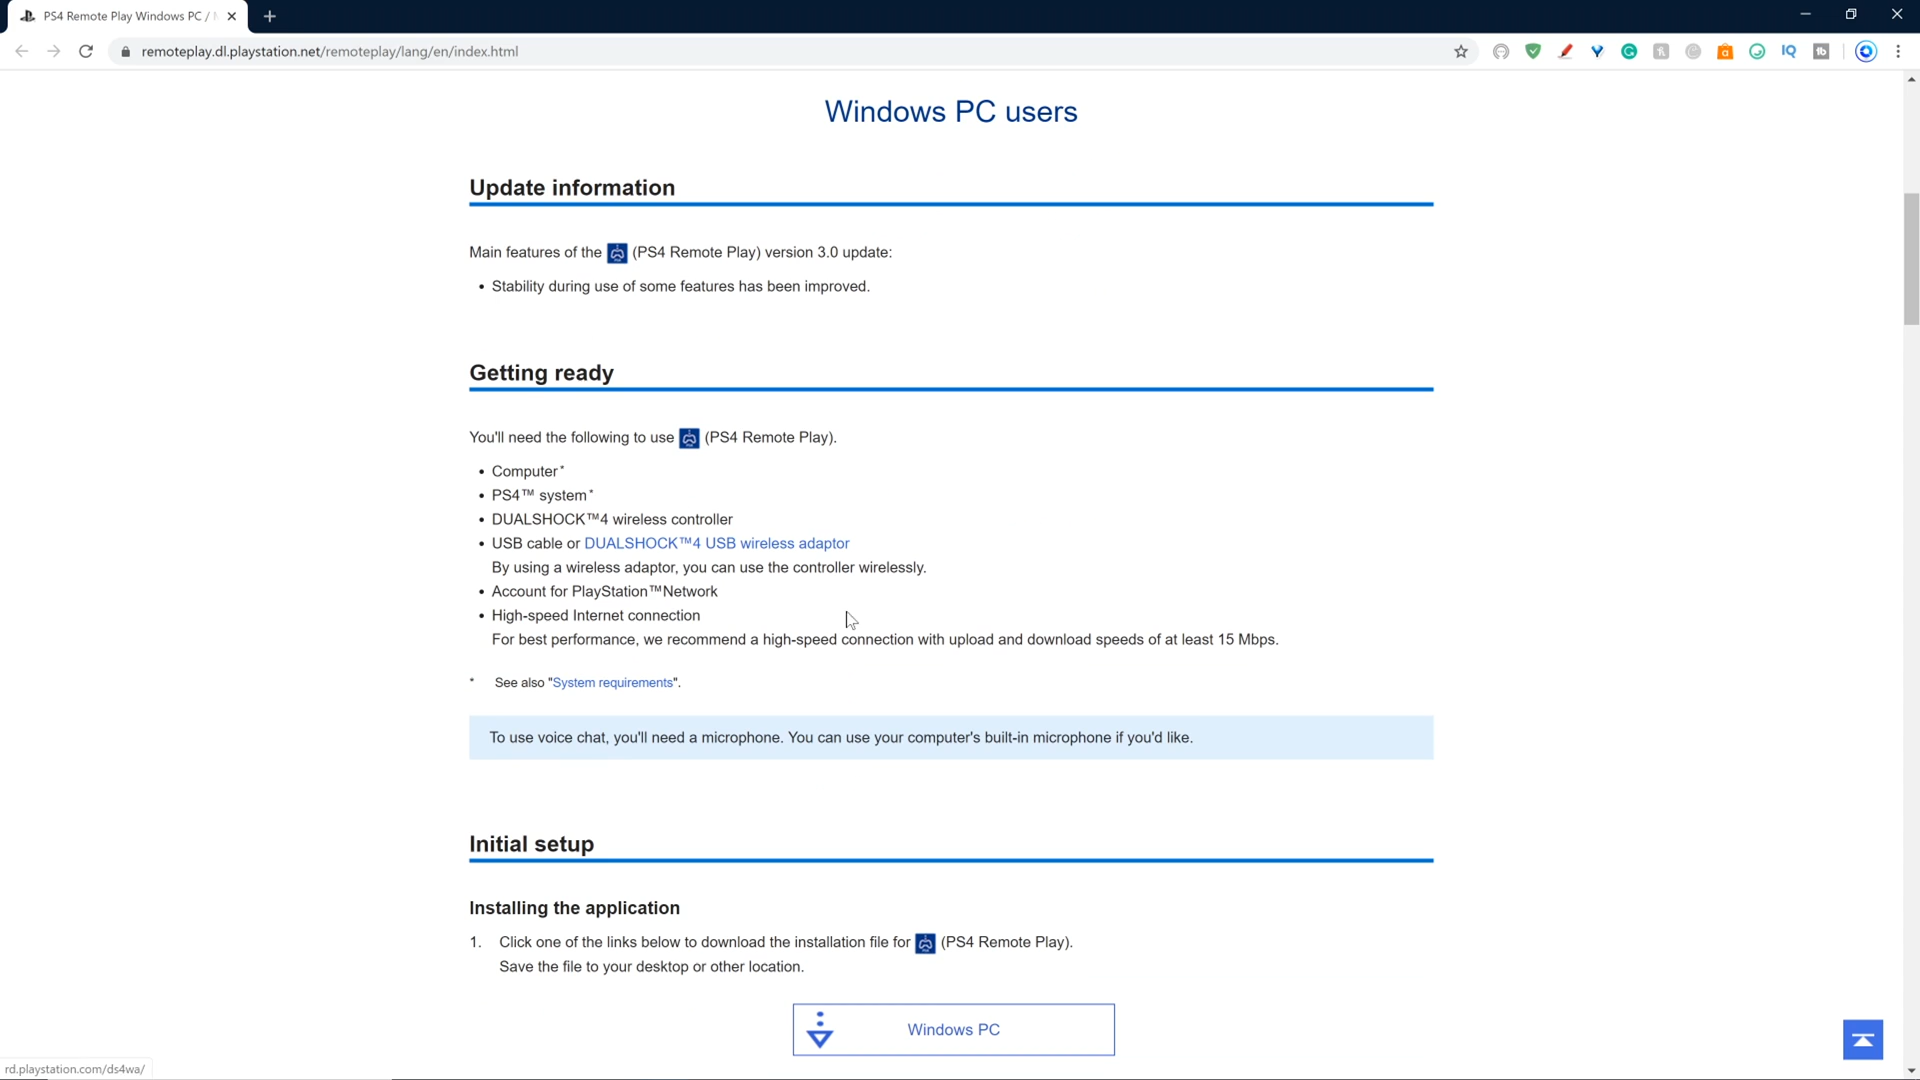 PS4 Remote Play Windows PC /
remoteplay.dl.playstation.net/remoteplay/lang/en/index.html
IQ
Windows PC users
Update information
Main features of the (PS4 Remote Play) version 3.0 update:
• Stability during use of some features has been improved.
Getting ready
You'll need the following to use (PS4 Remote Play).
• Computer*
• PS4™ system*
• DUALSHOCK™4 wireless controller
• USB cable or DUALSHOCK™4 USB wireless adaptor
By using a wireless adaptor, you can use the controller wirelessly.
• Account for PlayStation™Network
• High-speed Internet connection
For best performance, we recommend a high-speed connection with upload and download speeds of at least 15 Mbps.
* See also "System requirements".
To use voice chat, you'll need a microphone. You can use your computer's built-in microphone if you'd like.
Initial setup
Installing the application
1. Click one of the links below to download the installation file for (PS4 Remote Play).
Save the file to your desktop or other location.
Windows PC
rd.playstation.com/ds4wa/